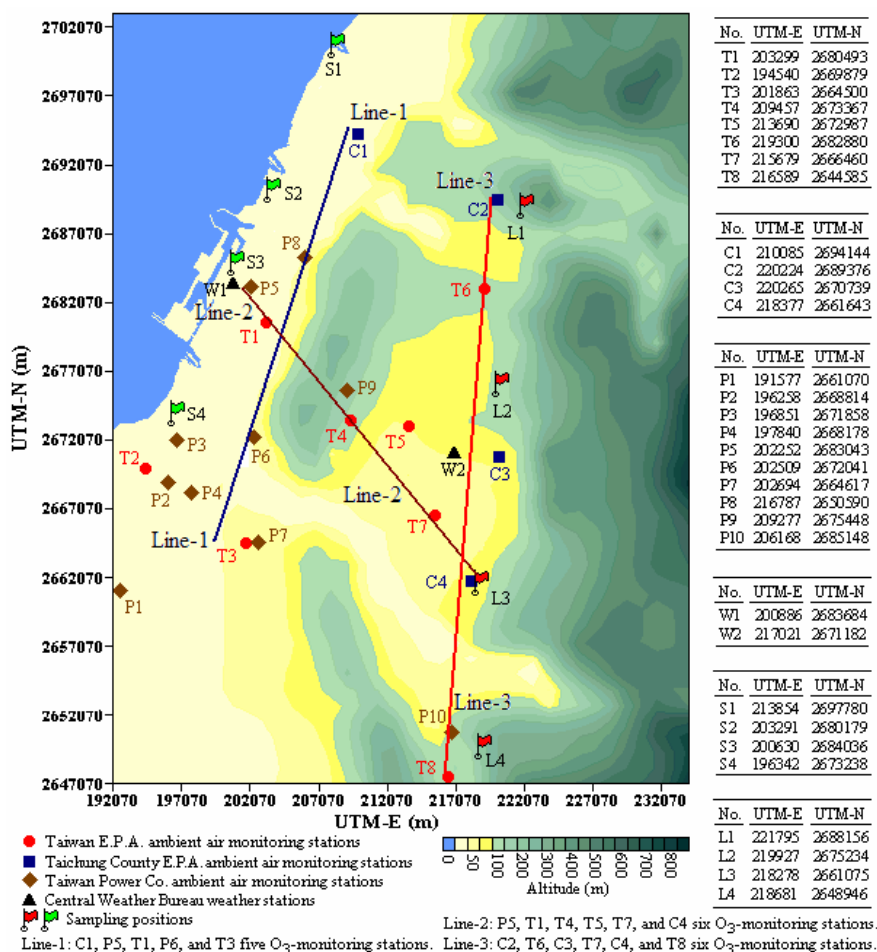 2702070
2697070
2692070
2687070
2682070
2677070
2672070
2667070
2662070
2657070
2652070
2647070
UTM-N (m)
192070 197070 202070 207070 212070 217070 222070 227070 232070
UTM-E (m)
S1
Line-1
C1
S2
Line-3
C2
L1
P8
S3
W1
P5
T6
Line-2
T1
P9
L2
S4
T4
T5
P3
P6
W2
C3
T2
P2
P4
Line-2
T7
Line-1
T3
P7
C4
L3
P1
Line-3
P10
L4
T8
No. UTM-E UTM-N
T1 203299 2680493
T2 194540 2669879
T3 201863 2664500
T4 209457 2673367
T5 213690 2672987
T6 219300 2682880
T7 215679 2666460
T8 216589 2644585
No. UTM-E UTM-N
C1 210085 2694144
C2 220224 2689376
C3 220265 2670739
C4 218377 2661643
No. UTM-E UTM-N
P1 191577 2661070
P2 196258 2668814
P3 196851 2671858
P4 197840 2668178
P5 202252 2683043
P6 202509 2672041
P7 202694 2664617
P8 216787 2650590
P9 209277 2675448
P10 206168 2685148
No. UTM-E UTM-N
W1 200886 2683684
W2 217021 2671182
No. UTM-E UTM-N
S1 213854 2697780
S2 203291 2680179
S3 200630 2684036
S4 196342 2673238
No. UTM-E UTM-N
L1 221795 2688156
L2 219927 2675234
L3 218278 2661075
L4 218681 2648946
Taiwan E.P.A. ambient air monitoring stations
Taichung County E.P.A. ambient air monitoring stations
Taiwan Power Co. ambient air monitoring stations
Central Weather Bureau weather stations
Sampling positions
0 50 100 200 300 400 500 600 700 800
Altitude (m)
Line-1: C1, P5, T1, P6, and T3 five O3-monitoring stations.
Line-2: P5, T1, T4, T5, T7, and C4 six O3-monitoring stations.
Line-3: C2, T6, C3, T7, C4, and T8 six O3-monitoring stations.